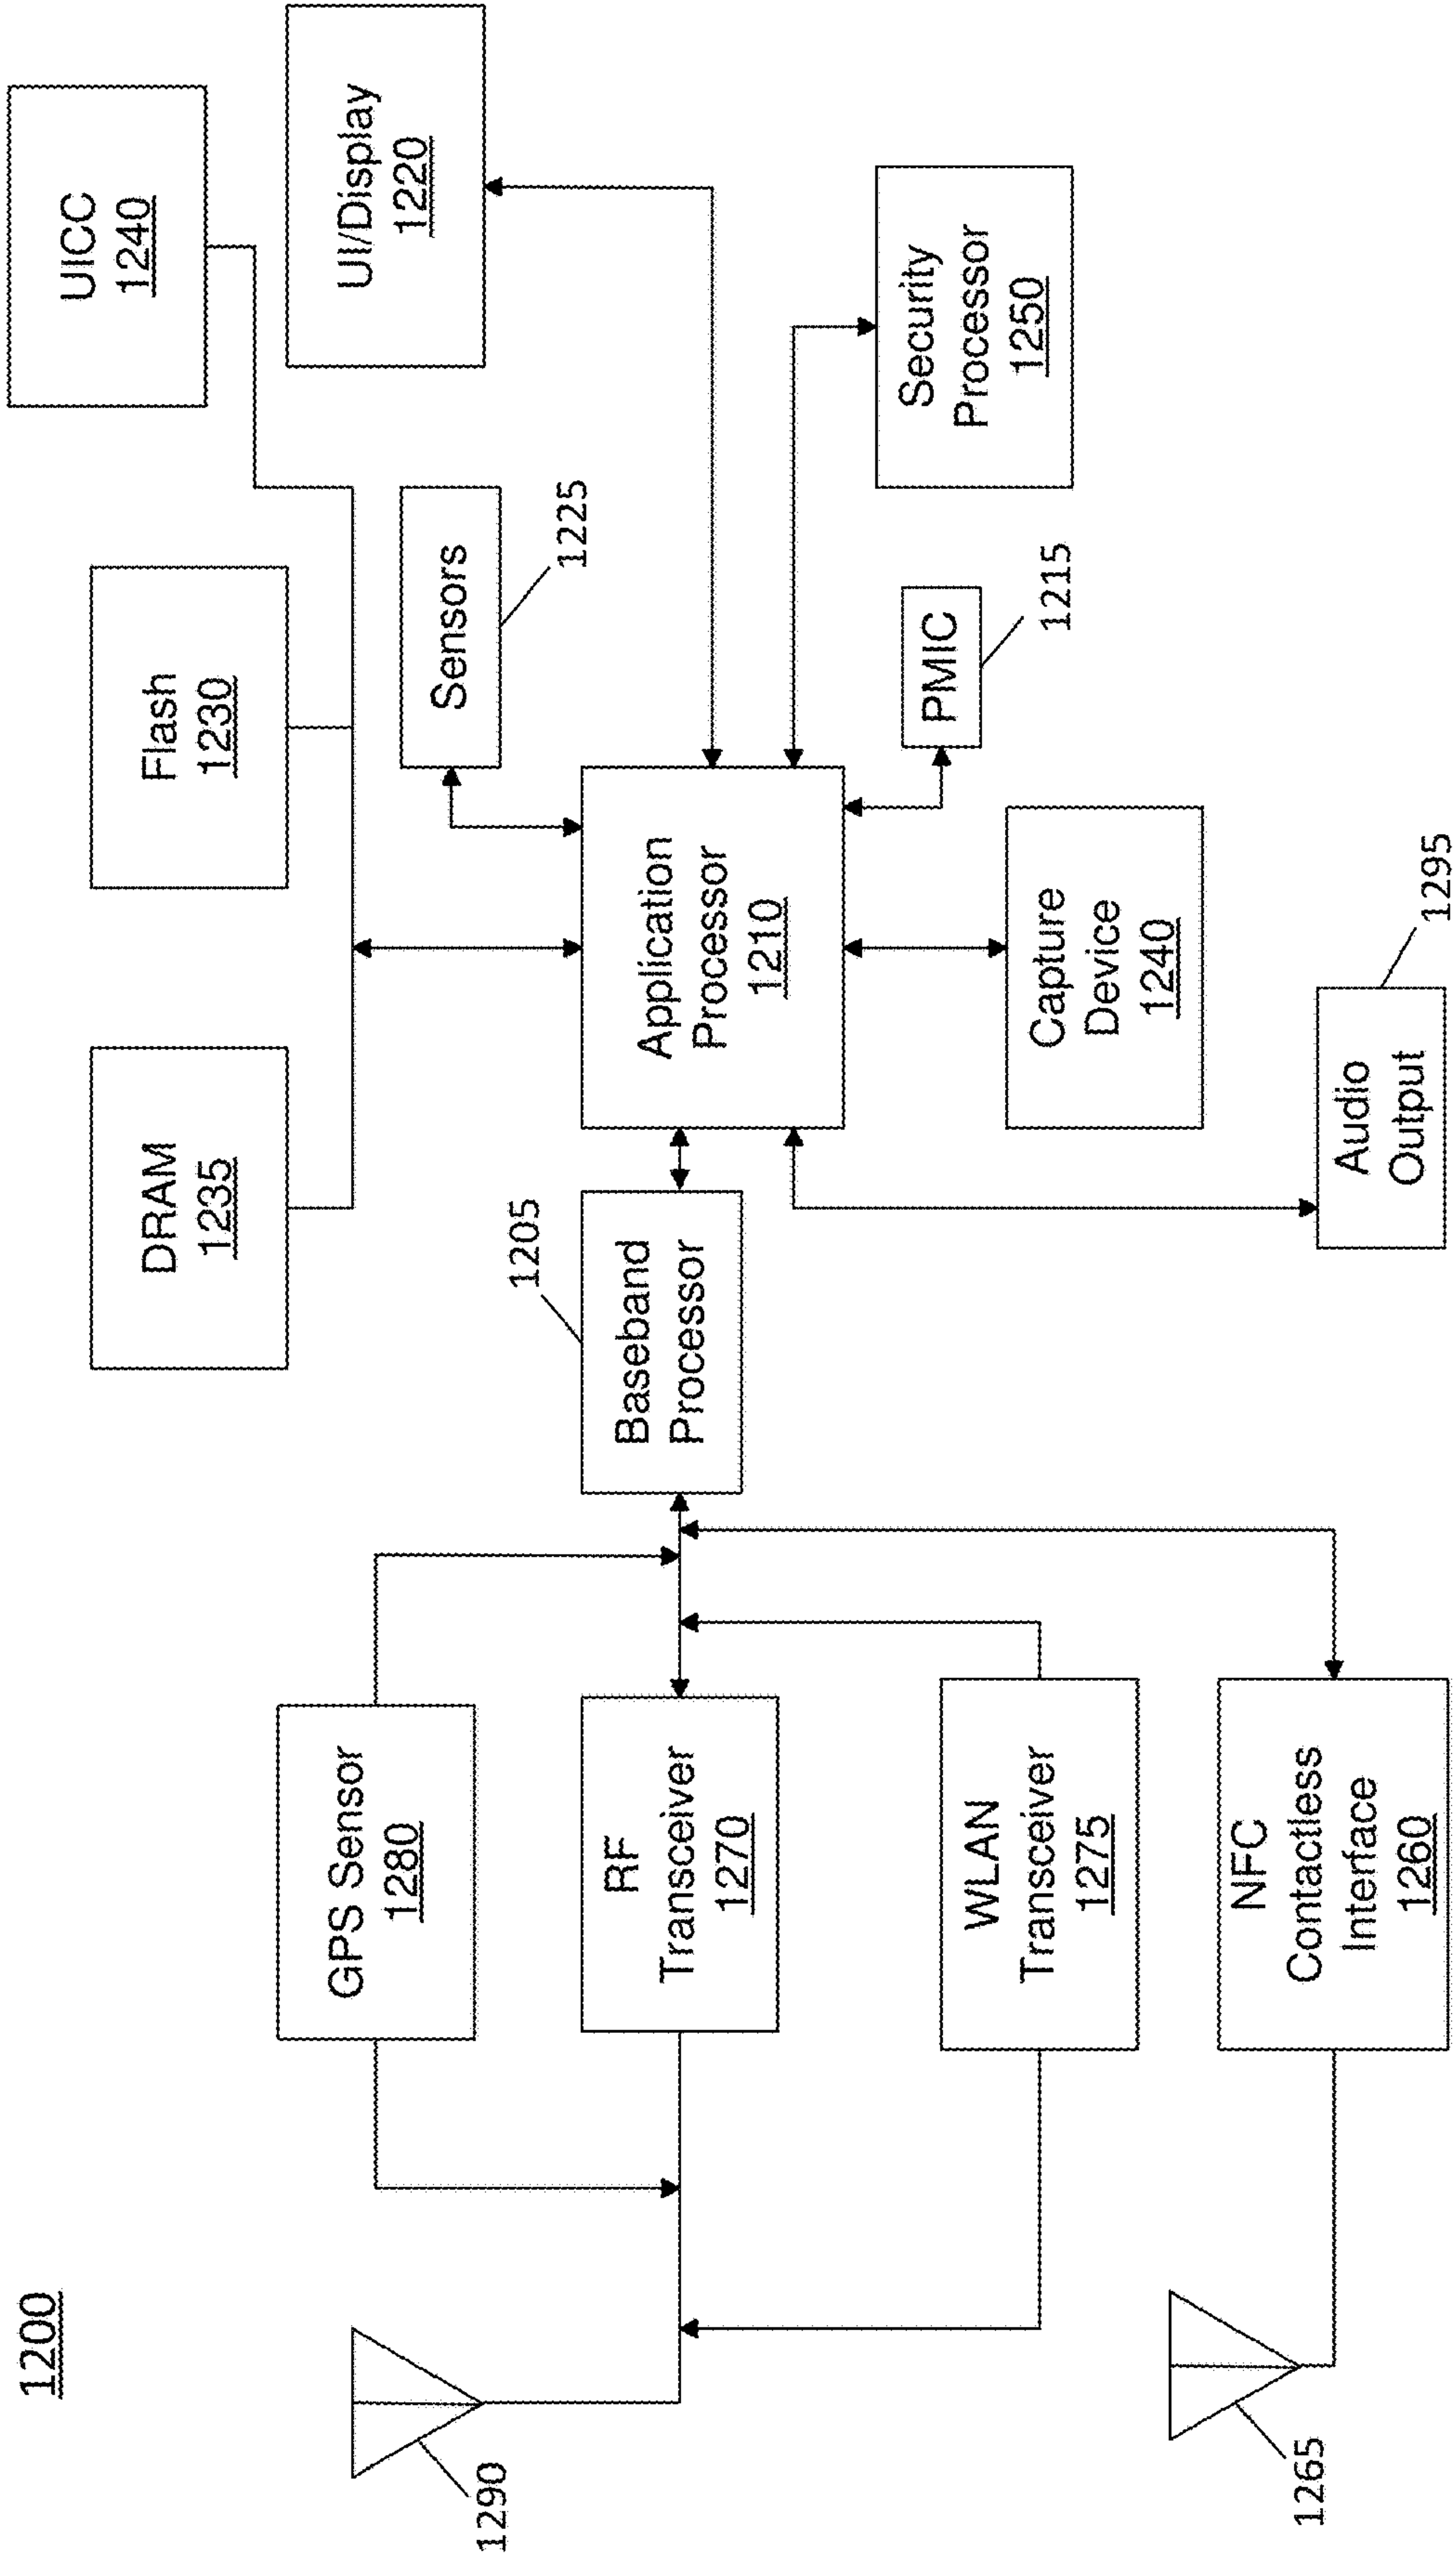 1200
UICC
1240
DRAM
1235
Flash
1230
UI/Display
1220
Sensors
1225
1290
GPS Sensor
1280
RF
Transceiver
1270
1205
Baseband
Processor
Application
Processor
1210
Security
Processor
1250
PMIC
1215
WLAN
Transceiver
1275
Capture
Device
1240
1265
NFC
Contactless
Interface
1260
Audio
Output
1295